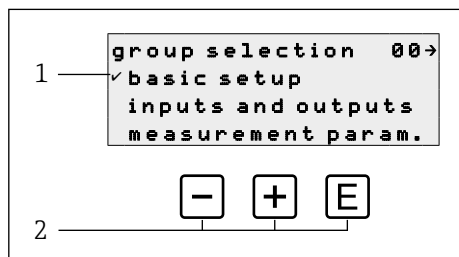 group selection 00→
1 ✓basic setup
inputs and outputs
measurement param.
- + E
2